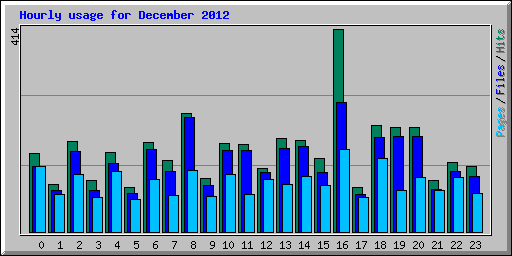 Hourly usage for December 2012
414
Pages / Files / Hits
0 1 2 3 4 5 6 7 8 9 10 11 12 13 14 15 16 17 18 19 20 21 22 23